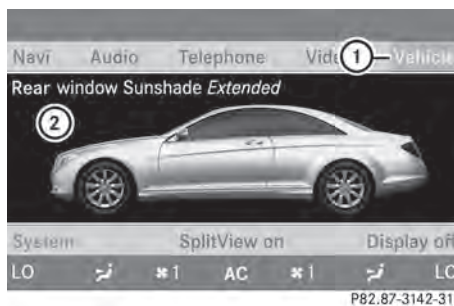 Navi Audio Telephone Vide 1 Vehicle
Rear window Sunshade Extended
2
System SplitView on Display off
LO 1 AC 1 LO
P82.87-3142-31